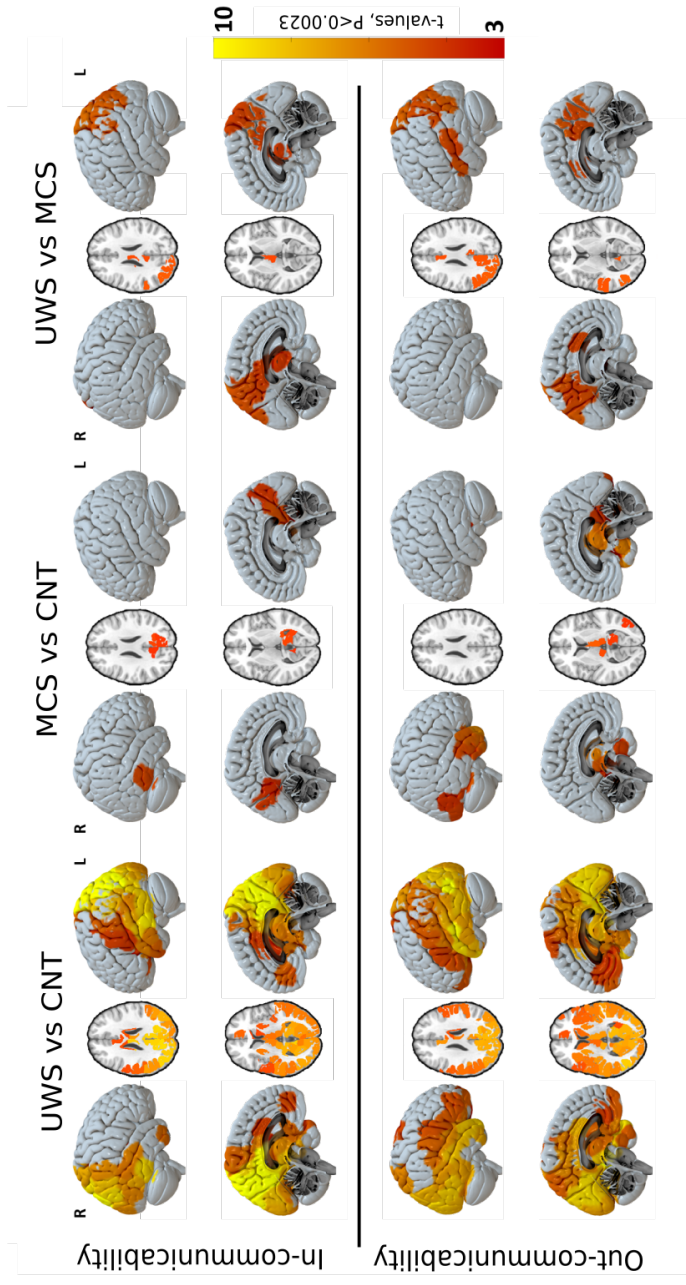 UWS vs CNT
MCS vs CNT
UWS vs MCS
R L R L R L
In-communicability
Out-communicability
10
t-values, P<0.0023
3